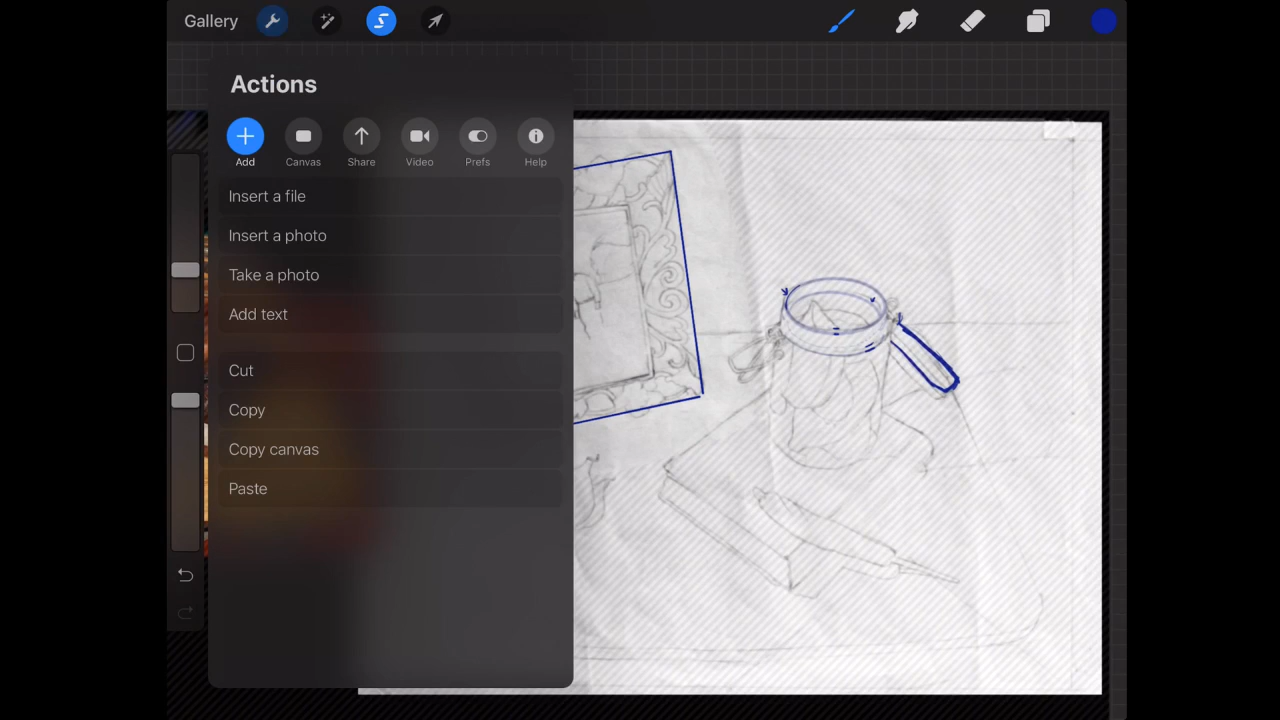 Gallery
Actions
Add Canvas Share Video Prefs Help
Insert a file
Insert a photo
Take a photo
Add text
Cut
Copy
Copy canvas
Paste